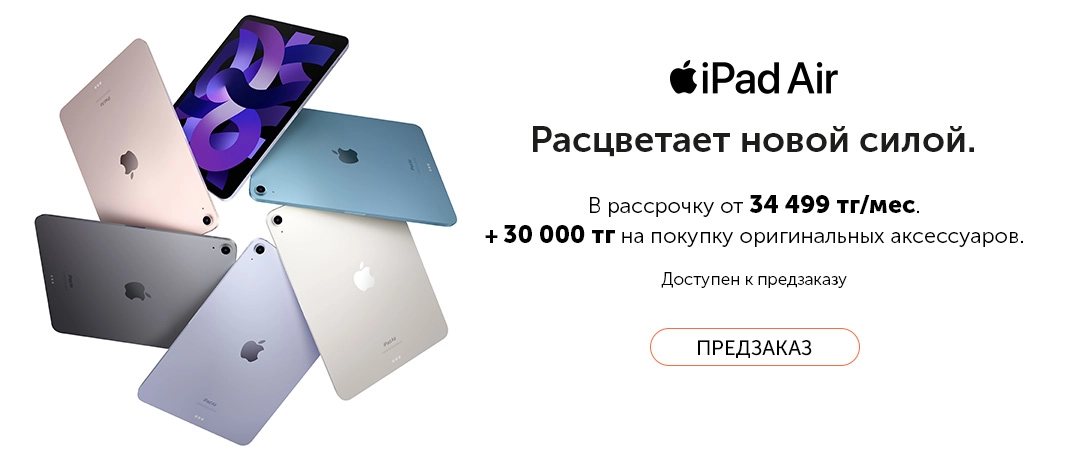 iPad Air
Расцветает новой силой.
В рассрочку от 34 499 тг/мес.
+ 30 000 тг на покупку оригинальных аксессуаров.
Доступен к предзаказу
ПРЕДЗАКАЗ